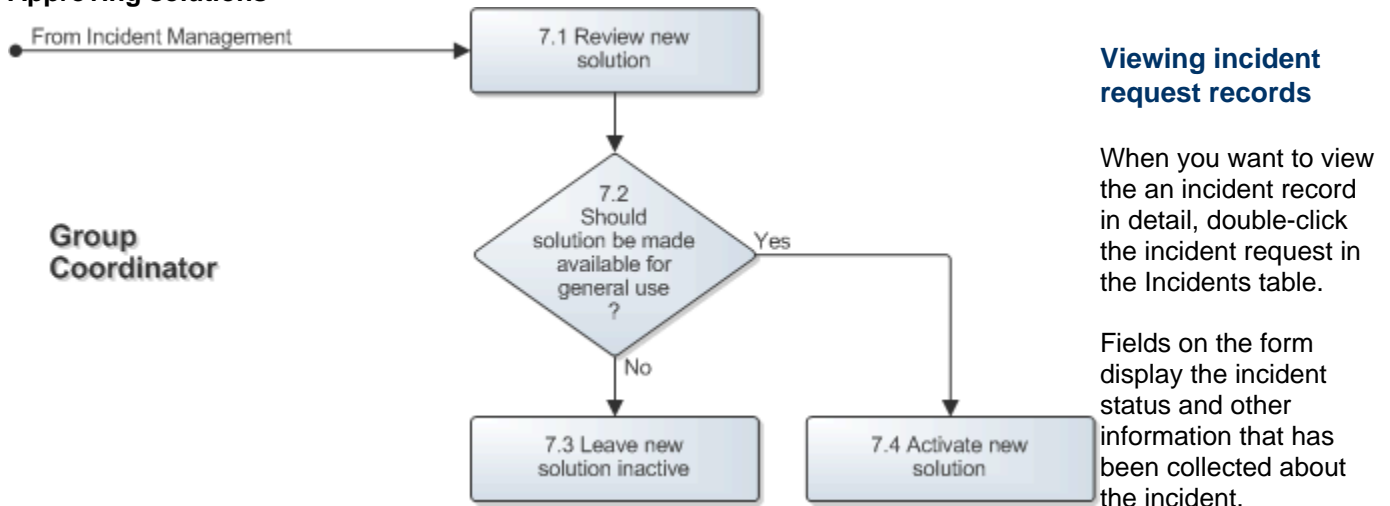 Approving solutions
From Incident Management
7.1 Review new
solution
7.2
Should
solution be made
available for
general use
?
Yes
No
Group
Coordinator
7.3 Leave new
solution inactive
7.4 Activate new
solution
Viewing incident
request records
When you want to view
the an incident record
in detail, double-click
the incident request in
the Incidents table.
Fields on the form
display the incident
status and other
information that has
been collected about
the incident.